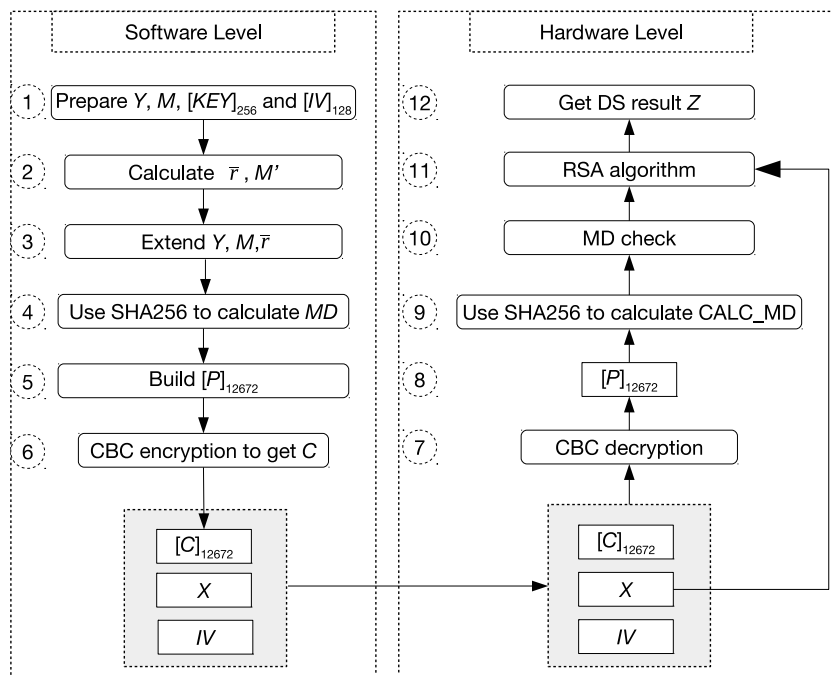 Software Level
1 Prepare Y, M, [KEY]256 and [IV]128
2 Calculate r̅ , M'
3 Extend Y, M,r̅
4 Use SHA256 to calculate MD
5 Build [P]12672
6 CBC encryption to get C
[C]12672
X
IV
Hardware Level
12 Get DS result Z
11 RSA algorithm
10 MD check
9 Use SHA256 to calculate CALC_MD
8 [P]12672
7 CBC decryption
[C]12672
X
IV